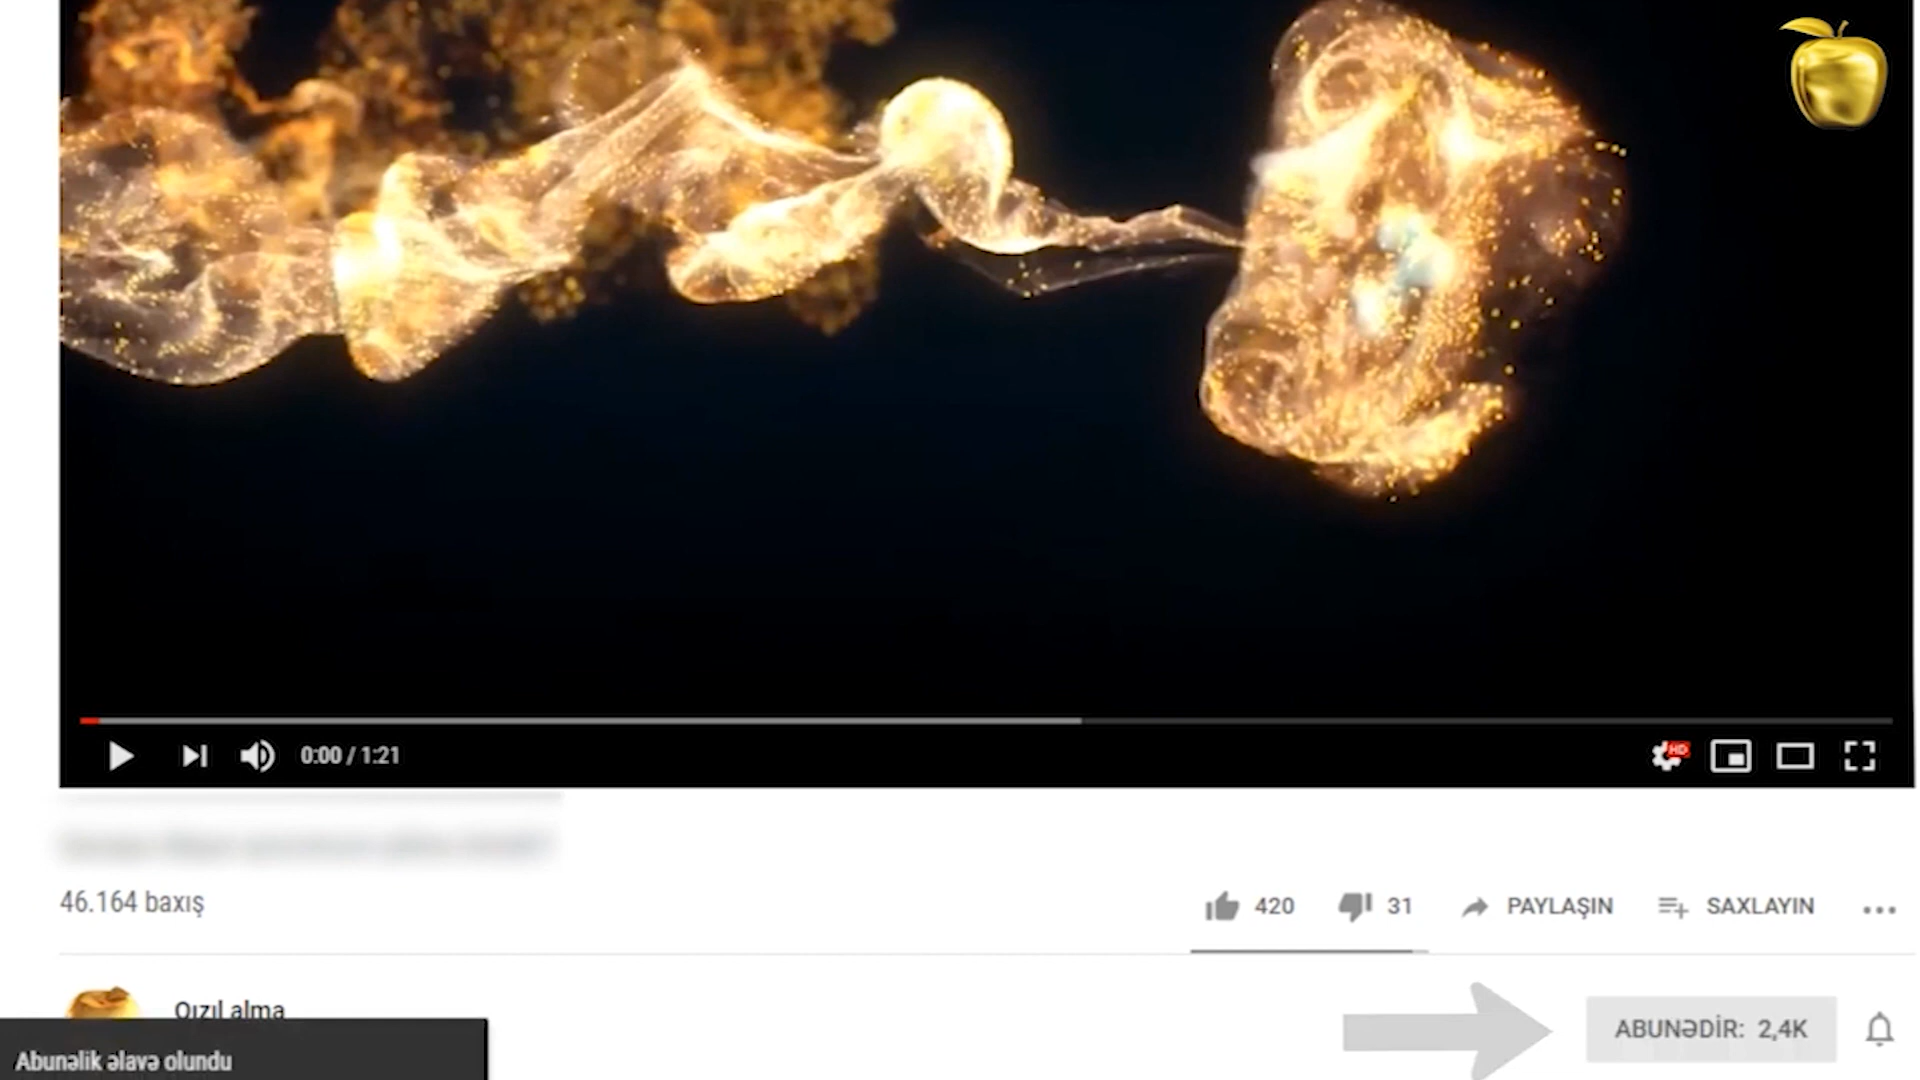 0:00 / 1:21
HD
46.164 baxış
420
31
PAYLAŞIN
SAXLAYIN
Qızıl alma
ABUNƏDİR: 2,4K
Abunəlik əlavə olundu